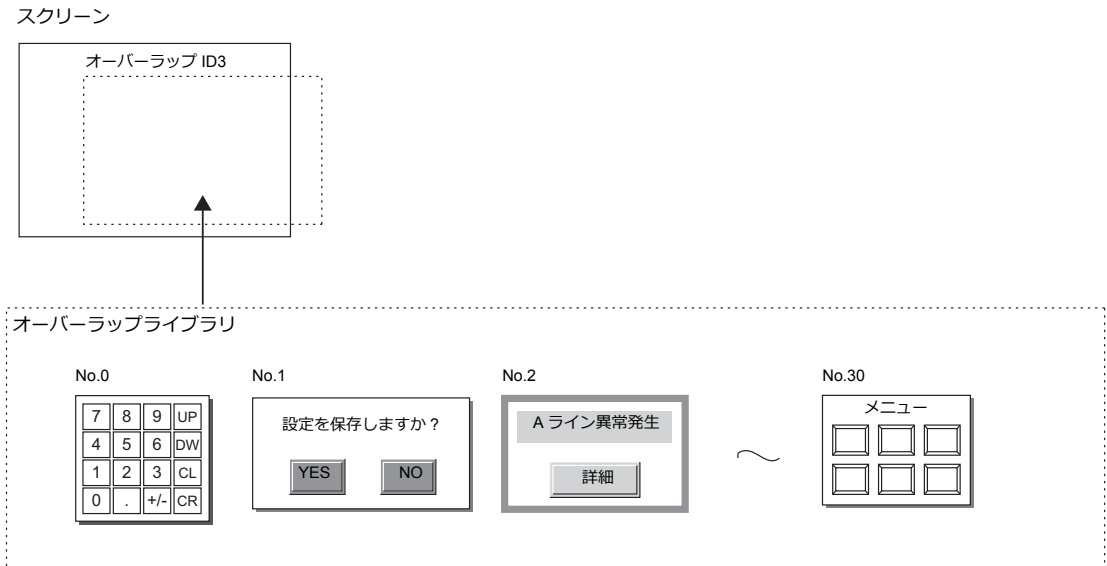 スクリーン
オーバーラップ ID3
オーバーラップライブラリ
No.0
7 8 9 UP
4 5 6 DW
1 2 3 CL
0 . +/- CR
No.1
設定を保存しますか？
YES NO
No.2
A ライン異常発生
詳細
～
No.30
メニュー